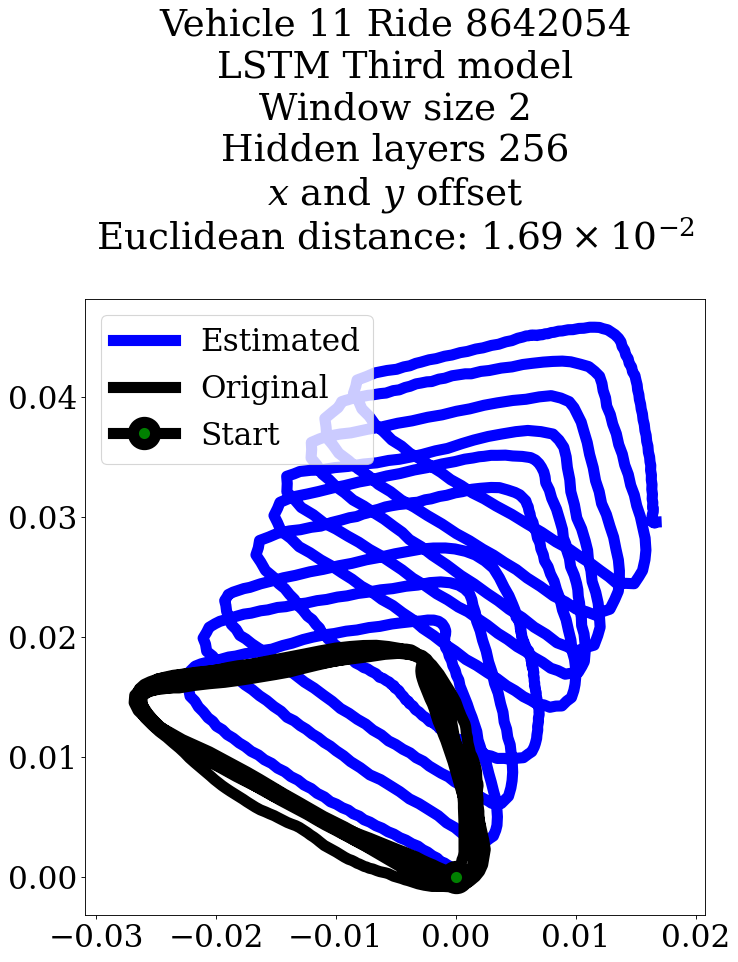 Vehicle 11 Ride 8642054
LSTM Third model
Window size 2
Hidden layers 256
x and y offset
Euclidean distance: 1.69 × 10⁻²
Estimated
Original
Start
0.04
0.03
0.02
0.01
0.00
−0.03 −0.02 −0.01 0.00 0.01 0.02